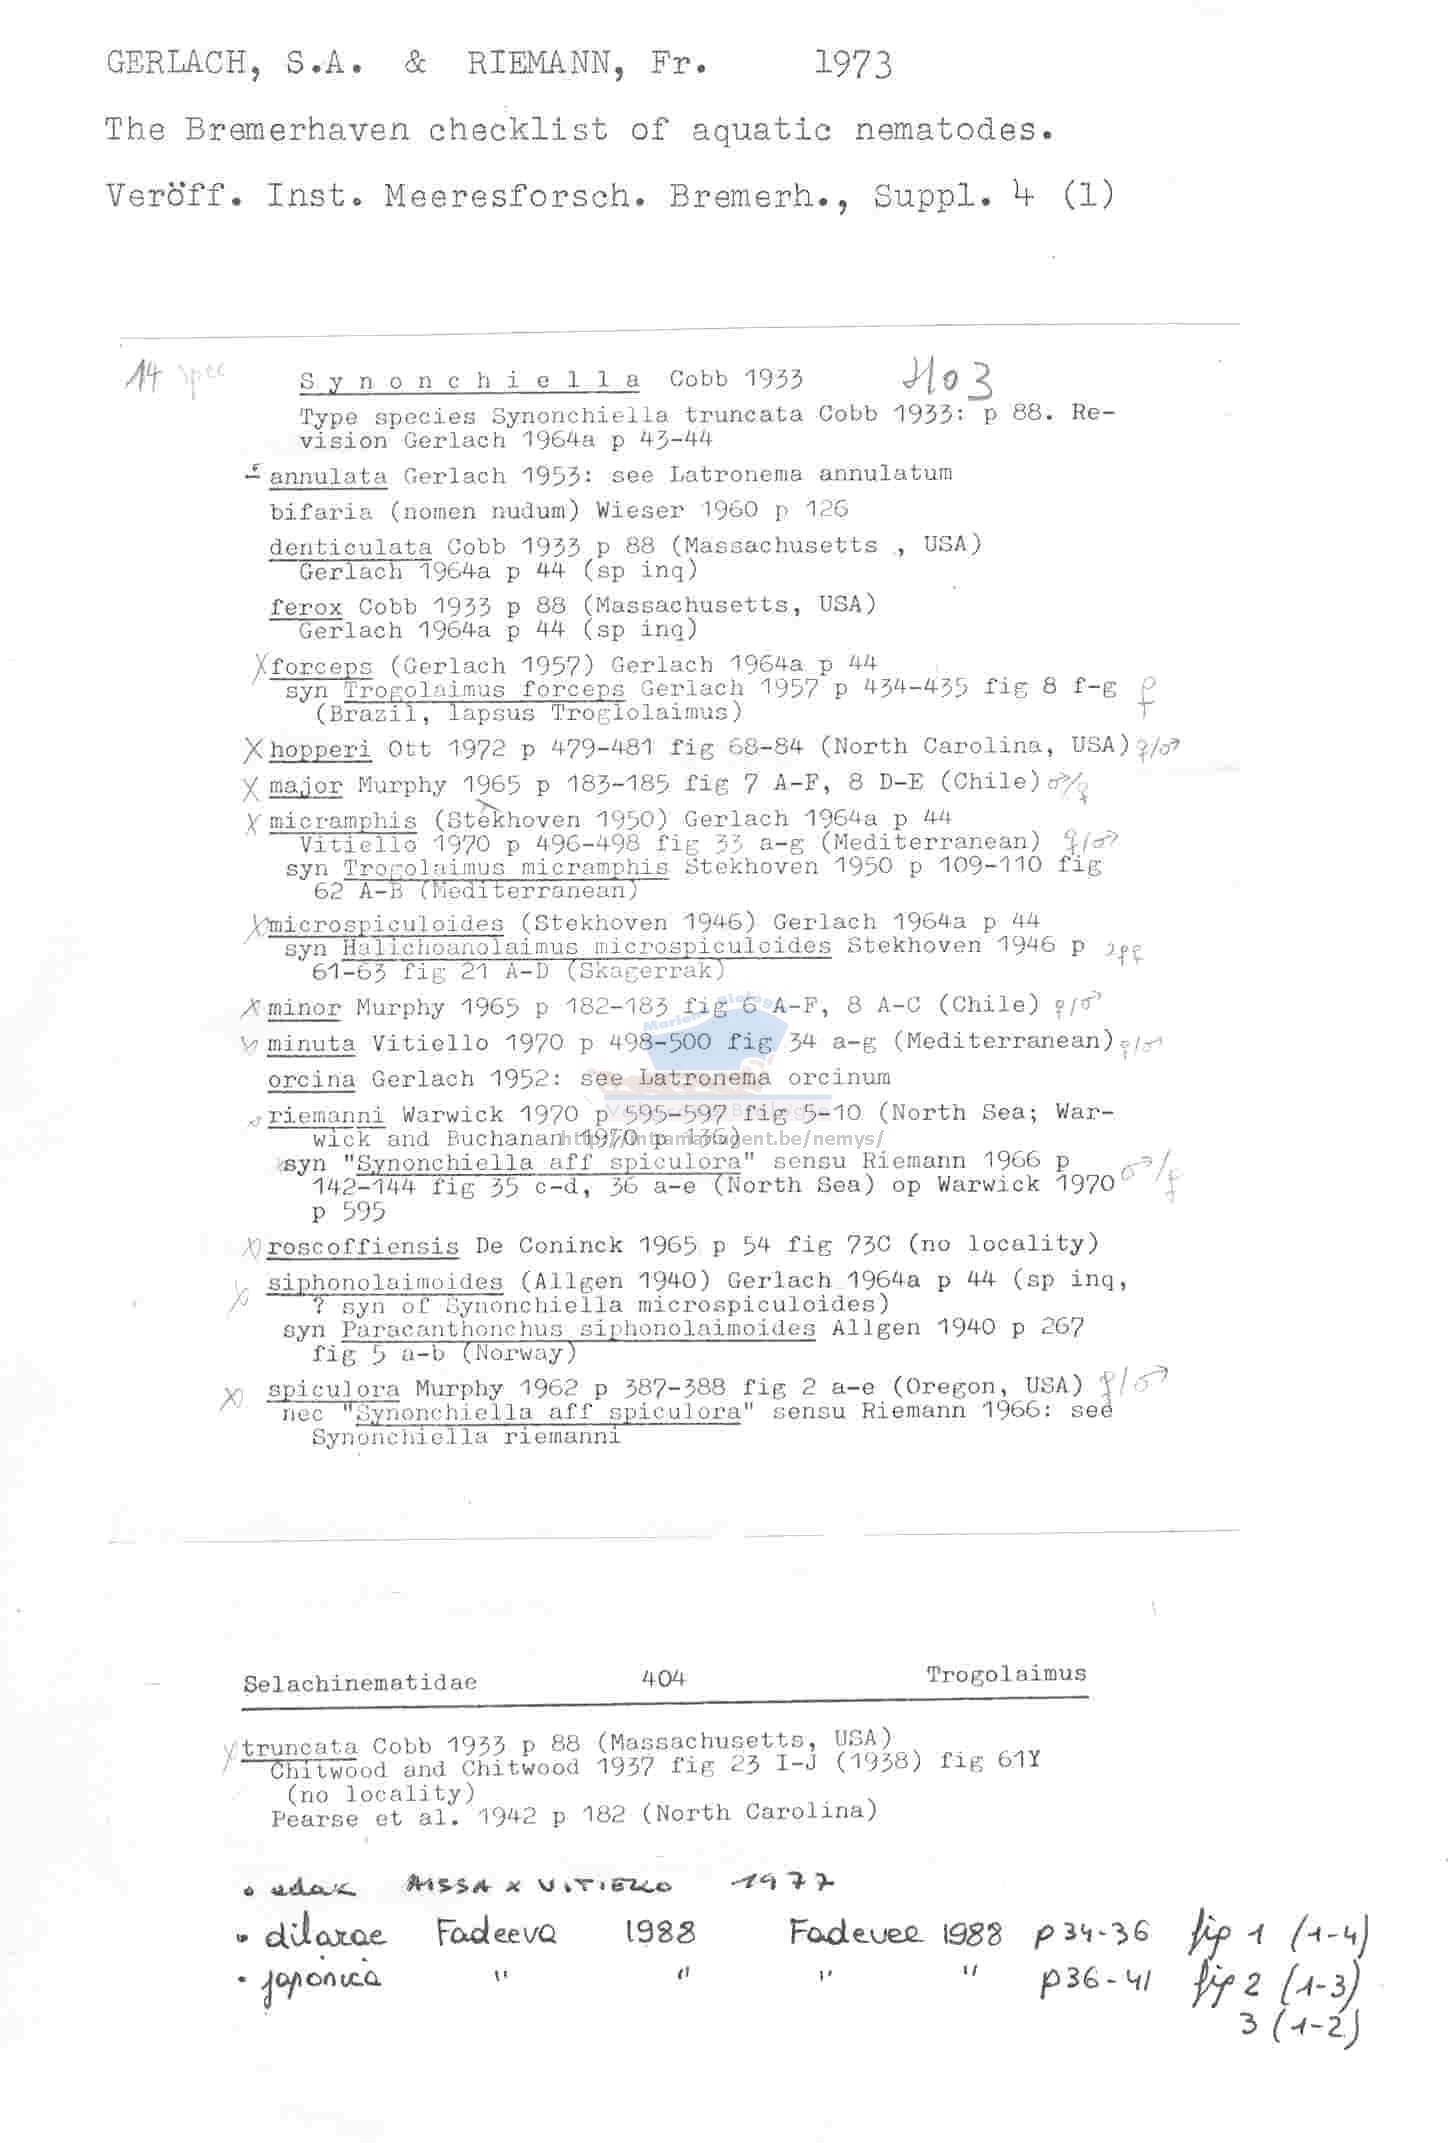 GERLACH, S.A. & RIEMANN, Fr. 1973
The Bremerhaven checklist of aquatic nematodes.
Veröff. Inst. Meeresforsch. Bremerh., Suppl. 4 (1)
14 spec
Synonchiella Cobb 1933 403
Type species Synonchiella truncata Cobb 1933: p 88. Re-
vision Gerlach 1964a p 43-44
annulata Gerlach 1953: see Latronema annulatum
bifaria (nomen nudum) Wieser 1960 p 126
denticulata Cobb 1933 p 88 (Massachusetts , USA)
Gerlach 1964a p 44 (sp inq)
ferox Cobb 1933 p 88 (Massachusetts, USA)
Gerlach 1964a p 44 (sp inq)
X forceps (Gerlach 1957) Gerlach 1964a p 44
syn Trogolaimus forceps Gerlach 1957 p 434-435 fig 8 f-g ♀
(Brazil, lapsus Troglolaimus)
X hopperi Ott 1972 p 479-481 fig 68-84 (North Carolina, USA) ♀/♂
X major Murphy 1965 p 183-185 fig 7 A-F, 8 D-E (Chile) ♂/♀
X micramphis (Stekhoven 1950) Gerlach 1964a p 44
Vitiello 1970 p 496-498 fig 33 a-g (Mediterranean) ♀/♂
syn Trogolaimus micramphis Stekhoven 1950 p 109-110 fig
62 A-B (Mediterranean)
X microspiculoides (Stekhoven 1946) Gerlach 1964a p 44
syn Halichoanolaimus microspiculoides Stekhoven 1946 p 2♀♀
61-63 fig 21 A-D (Skagerrak)
X minor Murphy 1965 p 182-183 fig 6 A-F, 8 A-C (Chile) ♀/♂
X minuta Vitiello 1970 p 498-500 fig 34 a-g (Mediterranean) ♀/♂
orcina Gerlach 1952: see Latronema orcinum
riemanni Warwick 1970 p 595-597 fig 5-10 (North Sea; War-
wick and Buchanan 1970 p 136)
http://intramar.ugent.be/nemys/
syn "Synonchiella aff spiculora" sensu Riemann 1966 p
142-144 fig 35 c-d, 36 a-e (North Sea) op Warwick 1970 ♂/♀
p 595
X roscoffiensis De Coninck 1965 p 54 fig 73C (no locality)
X siphonolaimoides (Allgen 1940) Gerlach 1964a p 44 (sp inq,
? syn of Synonchiella microspiculoides)
syn Paracanthonchus siphonolaimoides Allgen 1940 p 267
fig 5 a-b (Norway)
X spiculora Murphy 1962 p 387-388 fig 2 a-e (Oregon, USA) ♀/♂
nec "Synonchiella aff spiculora" sensu Riemann 1966: see
Synonchiella riemanni
Selachinematidae 404 Trogolaimus
X truncata Cobb 1933 p 88 (Massachusetts, USA)
Chitwood and Chitwood 1937 fig 23 I-J (1938) fig 61Y
(no locality)
Pearse et al. 1942 p 182 (North Carolina)
• edax AISSA & VITIELLO 1977
• dilarae Fadeeva 1988 Fadevee 1988 p 34-36 fig 1 (1-4)
• japonica " " " " p 36-41 fig 2 (1-3)
3 (1-2)